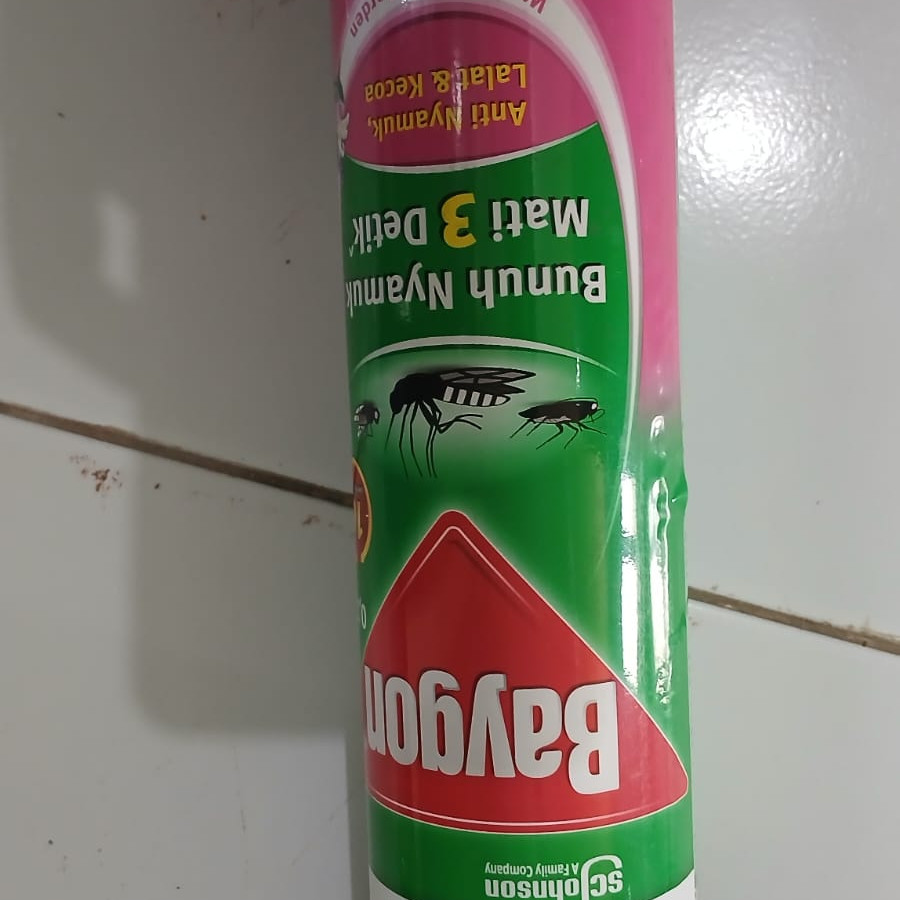 SC Johnson
A Family Company
Baygon
Bunuh Nyamuk
Mati 3 Detik^
Anti Nyamuk,
Lalat & Kecoa